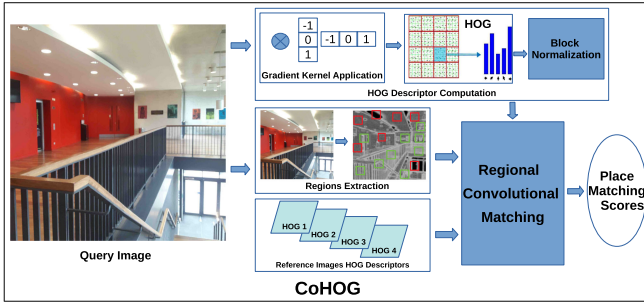 -1
0
1
-1 0 1
Gradient Kernel Application
HOG
Block
Normalization
HOG Descriptor Computation
Regions Extraction
HOG 1
HOG 2
HOG 3
HOG 4
Reference Images HOG Descriptors
Regional
Convolutional
Matching
Place
Matching
Scores
Query Image
CoHOG